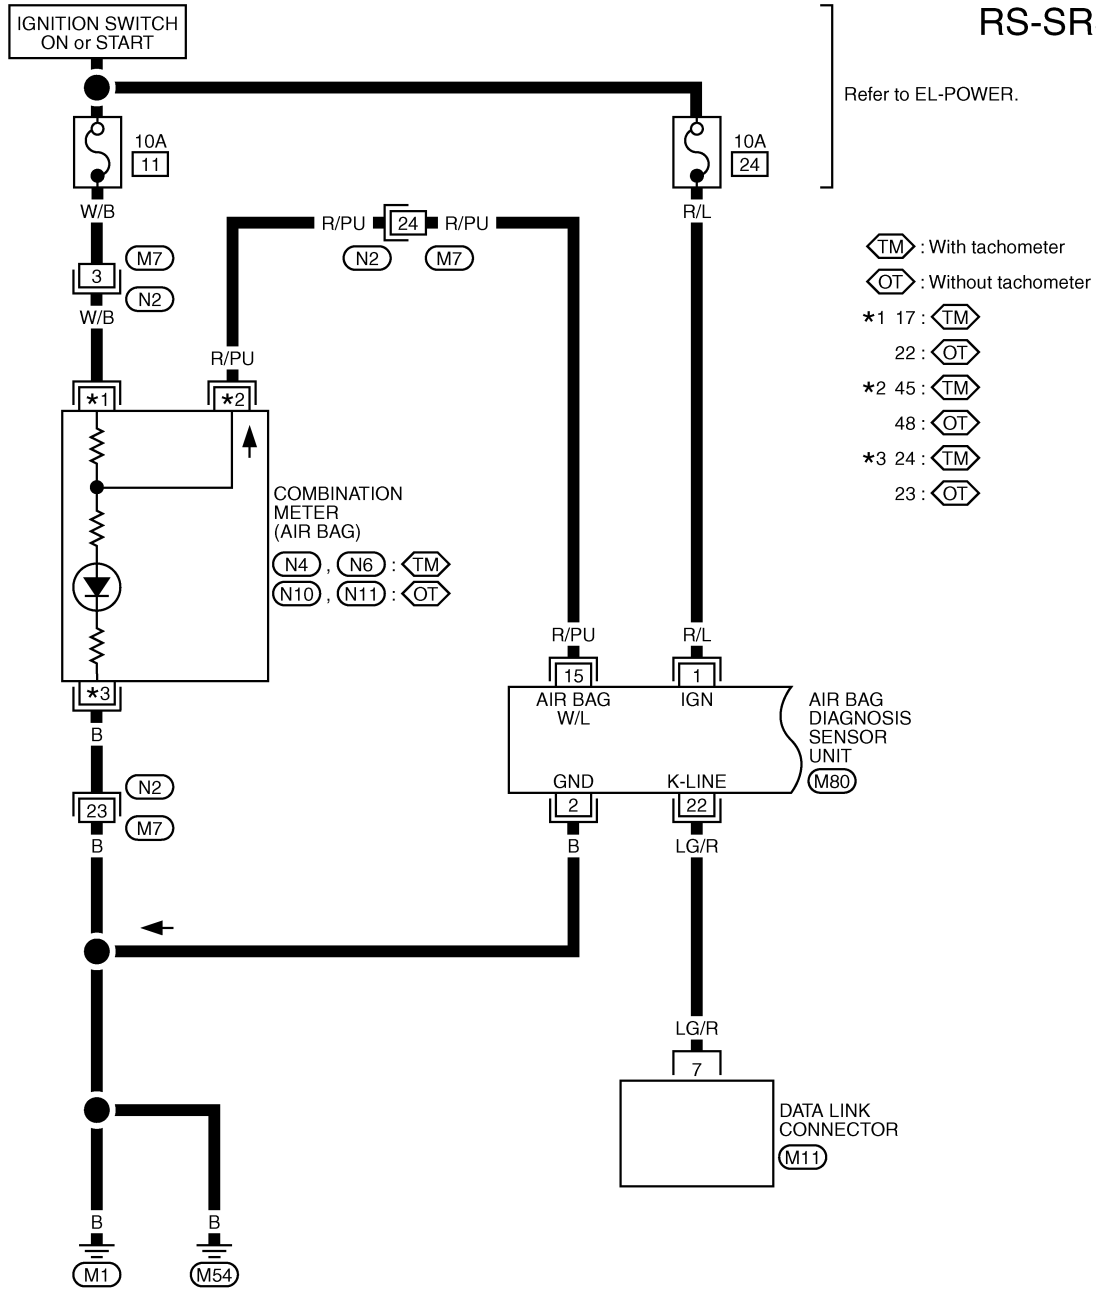 IGNITION SWITCH
ON or START
RS-SR
Refer to EL-POWER.
10A
11
10A
24
W/B
R/PU
24
R/PU
R/L
N2
M7
M7
3
N2
W/B
TM : With tachometer
OT : Without tachometer
*1 17 : TM
22 : OT
*2 45 : TM
48 : OT
*3 24 : TM
23 : OT
R/PU
*1
*2
COMBINATION
METER
(AIR BAG)
N4 , N6 : TM
N10 , N11 : OT
*3
R/PU
R/L
15
1
AIR BAG
W/L
IGN
AIR BAG
DIAGNOSIS
SENSOR
UNIT
M80
GND
K-LINE
2
22
B
N2
23
M7
B
B
LG/R
LG/R
7
DATA LINK
CONNECTOR
M11
B
B
M1
M54